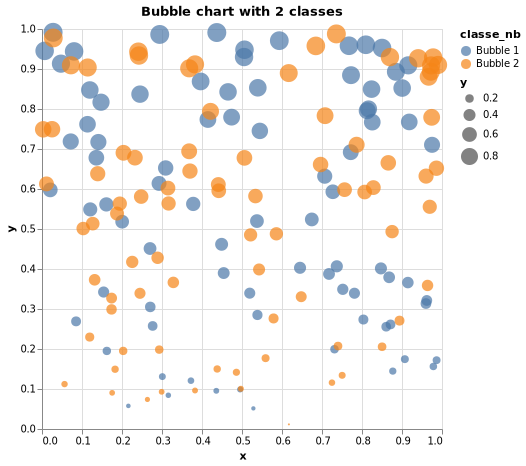 Bubble chart with 2 classes
1.0
0.9
0.8
0.7
0.6
0.5
0.4
0.3
0.2
0.1
0.0
y
0.0 0.1 0.2 0.3 0.4 0.5 0.6 0.7 0.8 0.9 1.0
x
classe_nb
Bubble 1
Bubble 2
y
0.2
0.4
0.6
0.8